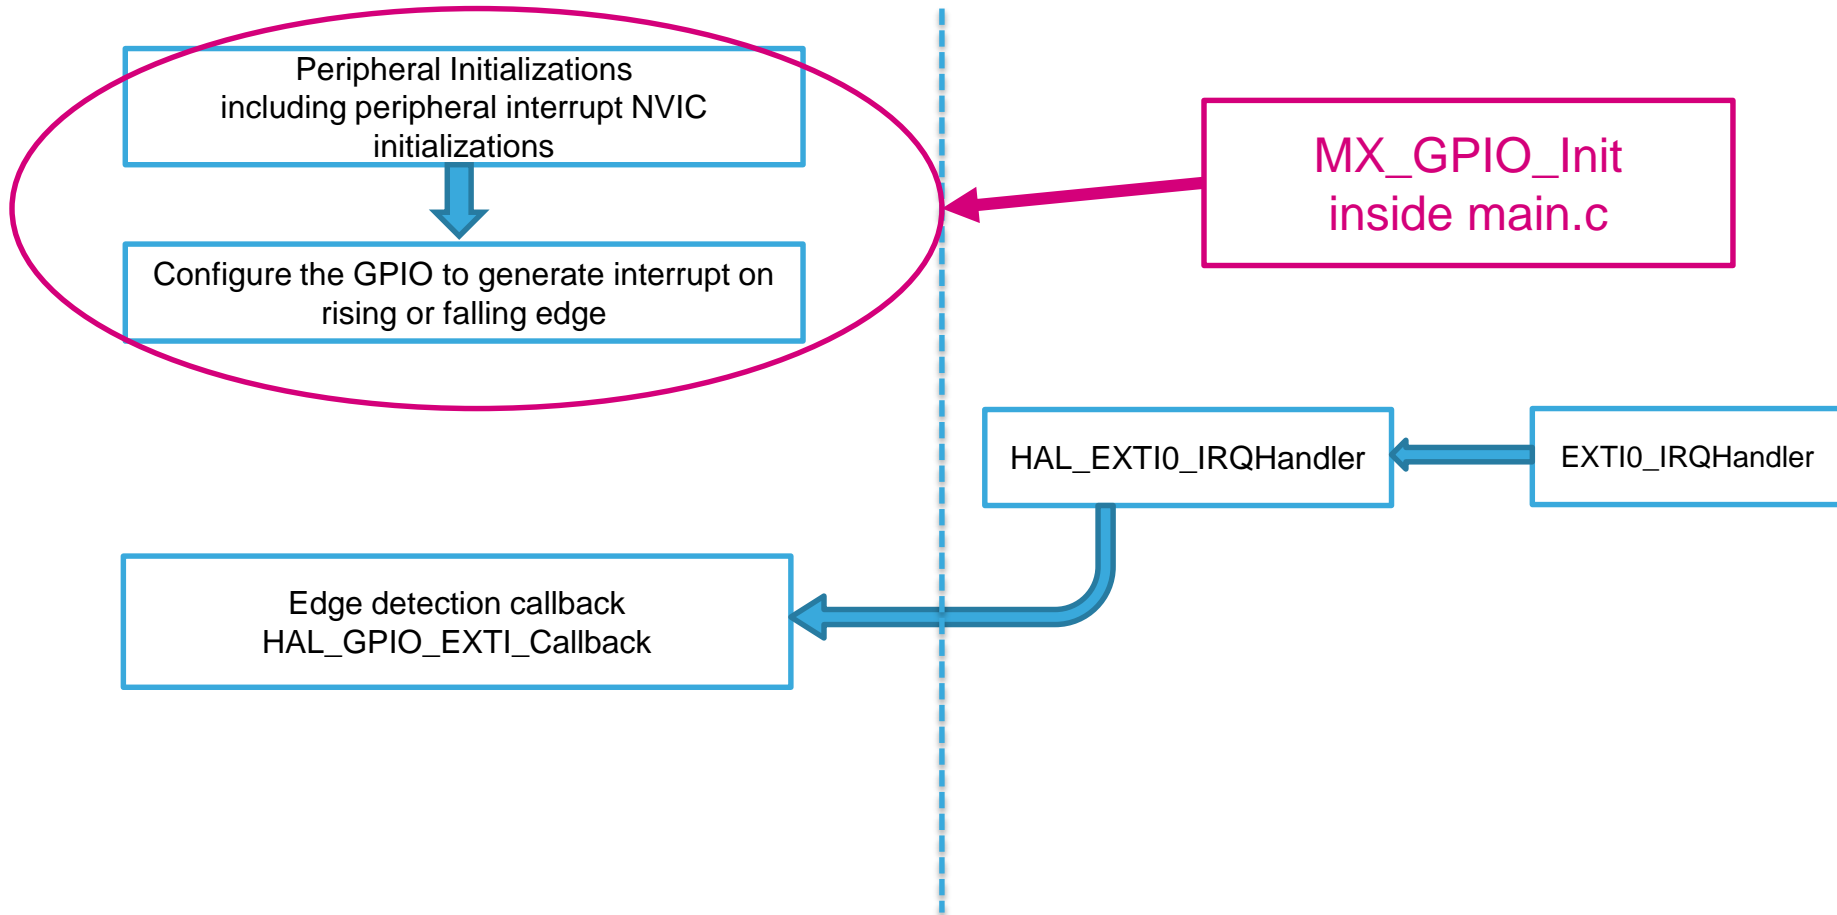 Peripheral Initializations
including peripheral interrupt NVIC
initializations
Configure the GPIO to generate interrupt on
rising or falling edge
MX_GPIO_Init
inside main.c
HAL_EXTI0_IRQHandler
EXTI0_IRQHandler
Edge detection callback
HAL_GPIO_EXTI_Callback